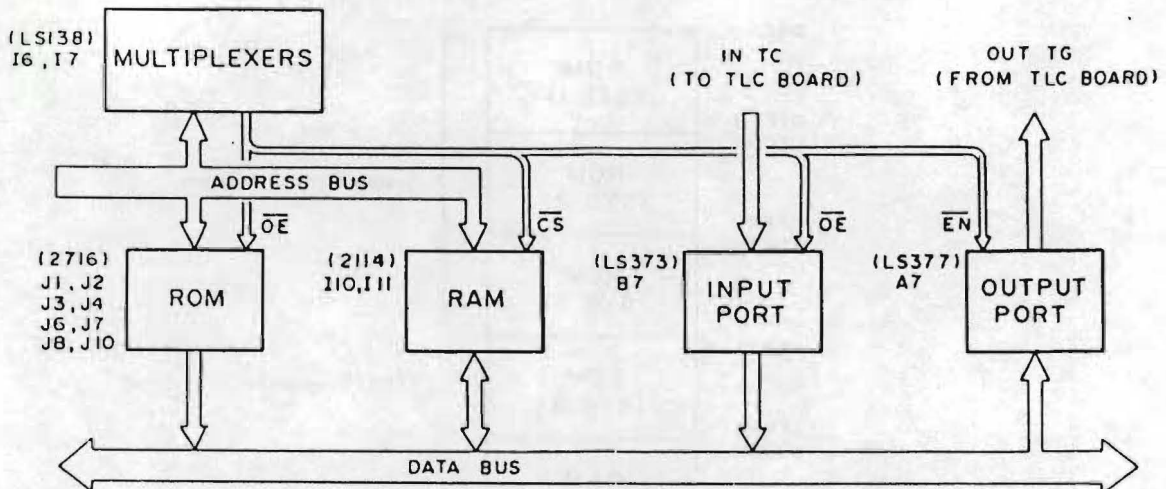 (LS138)
I6, I7
MULTIPLEXERS
IN TC
(TO TLC BOARD)
OUT TG
(FROM TLC BOARD)
ADDRESS BUS
OE
CS
OE
EN
(2716)
J1, J2
J3, J4
J6, J7
J8, J10
ROM
(2114)
I10, I11
RAM
(LS373)
B7
INPUT
PORT
(LS377)
A7
OUTPUT
PORT
DATA BUS